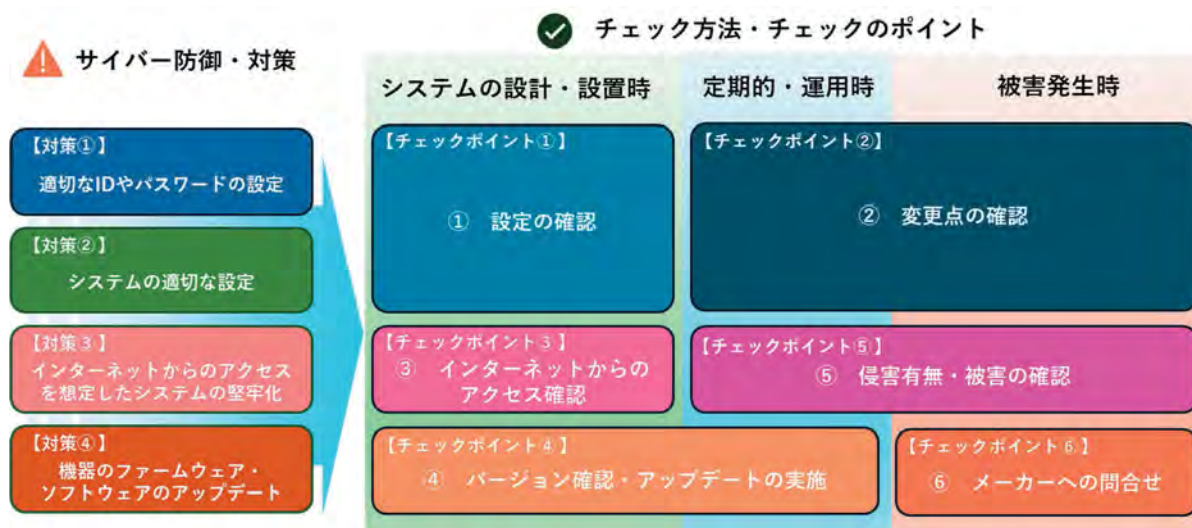 チェック方法・チェックのポイント
サイバー防御・対策
システムの設計・設置時
定期的・運用時
被害発生時
【対策①】
適切なIDやパスワードの設定
【対策②】
システムの適切な設定
【対策③】
インターネットからのアクセス
を想定したシステムの堅牢化
【対策④】
機器のファームウェア・
ソフトウェアのアップデート
【チェックポイント①】
① 設定の確認
【チェックポイント②】
② 変更点の確認
【チェックポイント③】
③ インターネットからの
アクセス確認
【チェックポイント⑤】
⑤ 侵害有無・被害の確認
【チェックポイント④】
④ バージョン確認・アップデートの実施
【チェックポイント⑥】
⑥ メーカーへの問合せ